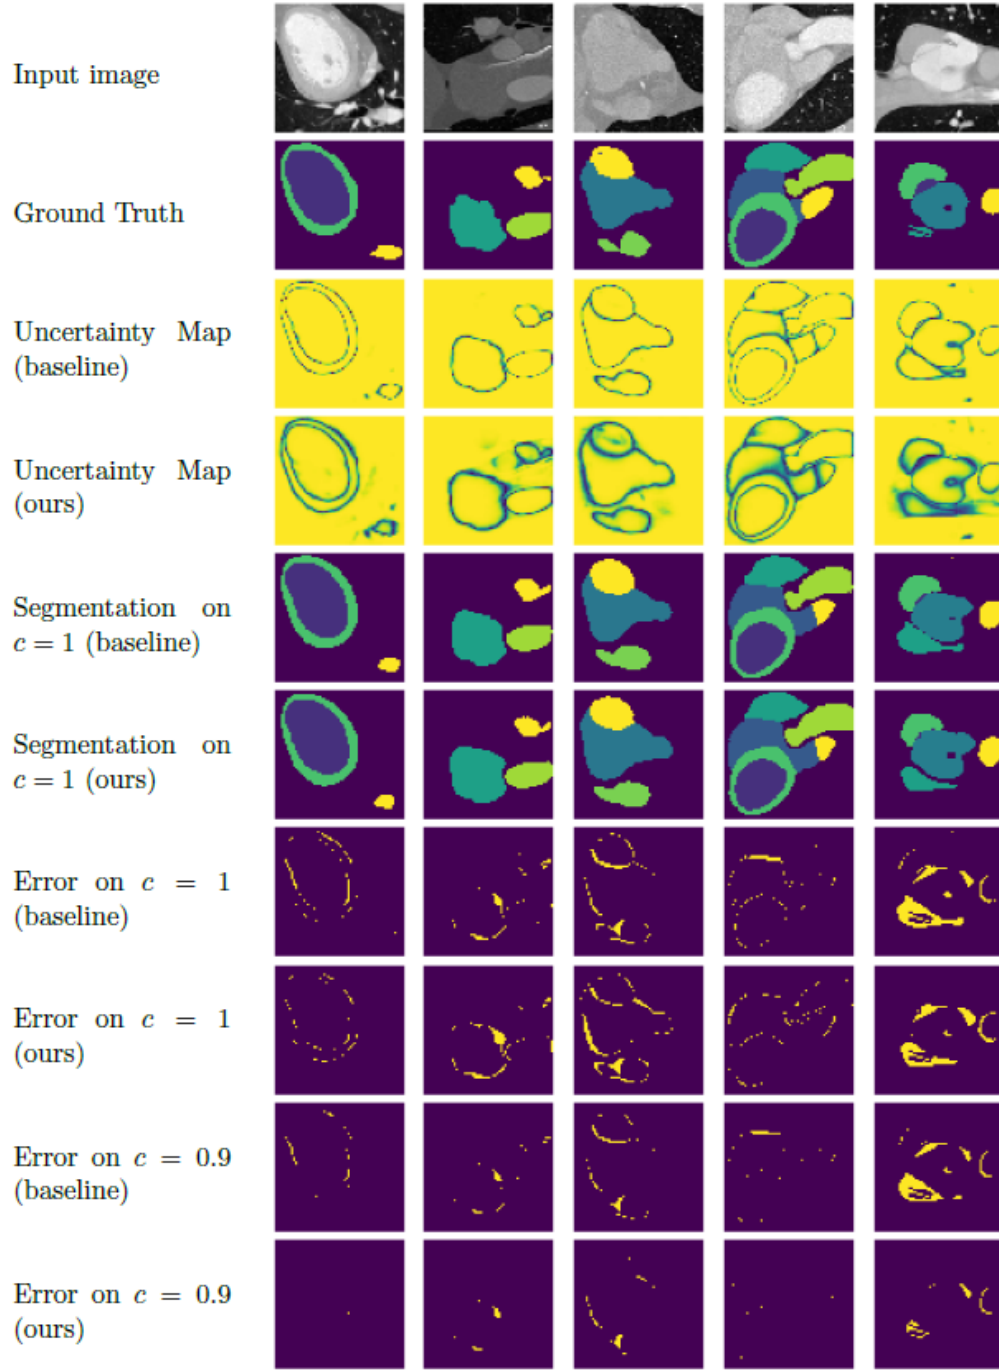 Input image
Ground Truth
Uncertainty Map
(baseline)
Uncertainty Map
(ours)
Segmentation on
c = 1 (baseline)
Segmentation on
c = 1 (ours)
Error on c = 1
(baseline)
Error on c = 1
(ours)
Error on c = 0.9
(baseline)
Error on c = 0.9
(ours)